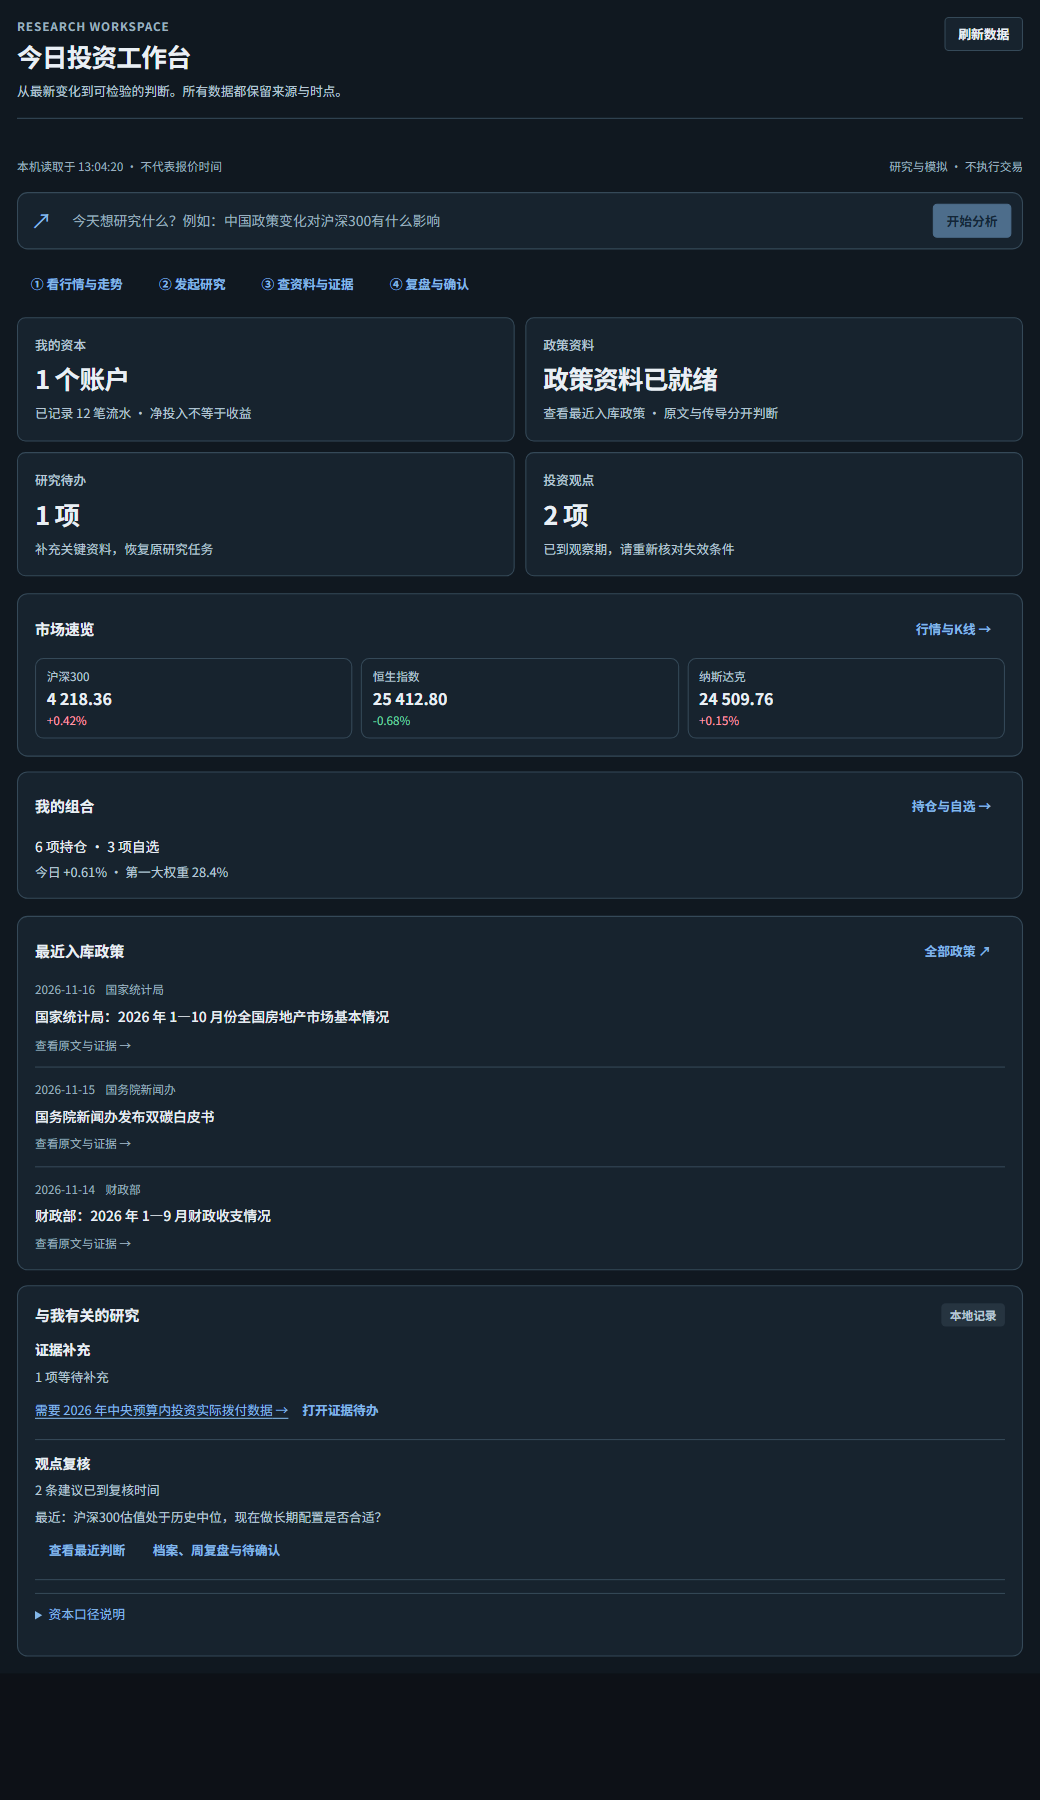 RESEARCH WORKSPACE
今日投资工作台
刷新数据
从最新变化到可检验的判断。所有数据都保留来源与时点。
本机读取于 13:04:20 · 不代表报价时间
研究与模拟 · 不执行交易
↗ 今天想研究什么？例如：中国政策变化对沪深300有什么影响
开始分析
① 看行情与走势 ② 发起研究 ③ 查资料与证据 ④ 复盘与确认
我的资本
1 个账户
已记录 12 笔流水 · 净投入不等于收益
政策资料
政策资料已就绪
查看最近入库政策 · 原文与传导分开判断
研究待办
1 项
补充关键资料，恢复原研究任务
投资观点
2 项
已到观察期，请重新核对失效条件
市场速览
行情与K线 →
沪深300
4 218.36
+0.42%
恒生指数
25 412.80
-0.68%
纳斯达克
24 509.76
+0.15%
我的组合
持仓与自选 →
6 项持仓 · 3 项自选
今日 +0.61% · 第一大权重 28.4%
最近入库政策
全部政策 ↗
2026-11-16 国家统计局
国家统计局：2026 年 1—10 月份全国房地产市场基本情况
查看原文与证据 →
2026-11-15 国务院新闻办
国务院新闻办发布双碳白皮书
查看原文与证据 →
2026-11-14 财政部
财政部：2026 年 1—9 月财政收支情况
查看原文与证据 →
与我有关的研究
本地记录
证据补充
1 项等待补充
需要 2026 年中央预算内投资实际拨付数据 → 打开证据待办
观点复核
2 条建议已到复核时间
最近：沪深300估值处于历史中位，现在做长期配置是否合适？
查看最近判断 档案、周复盘与待确认
▶ 资本口径说明